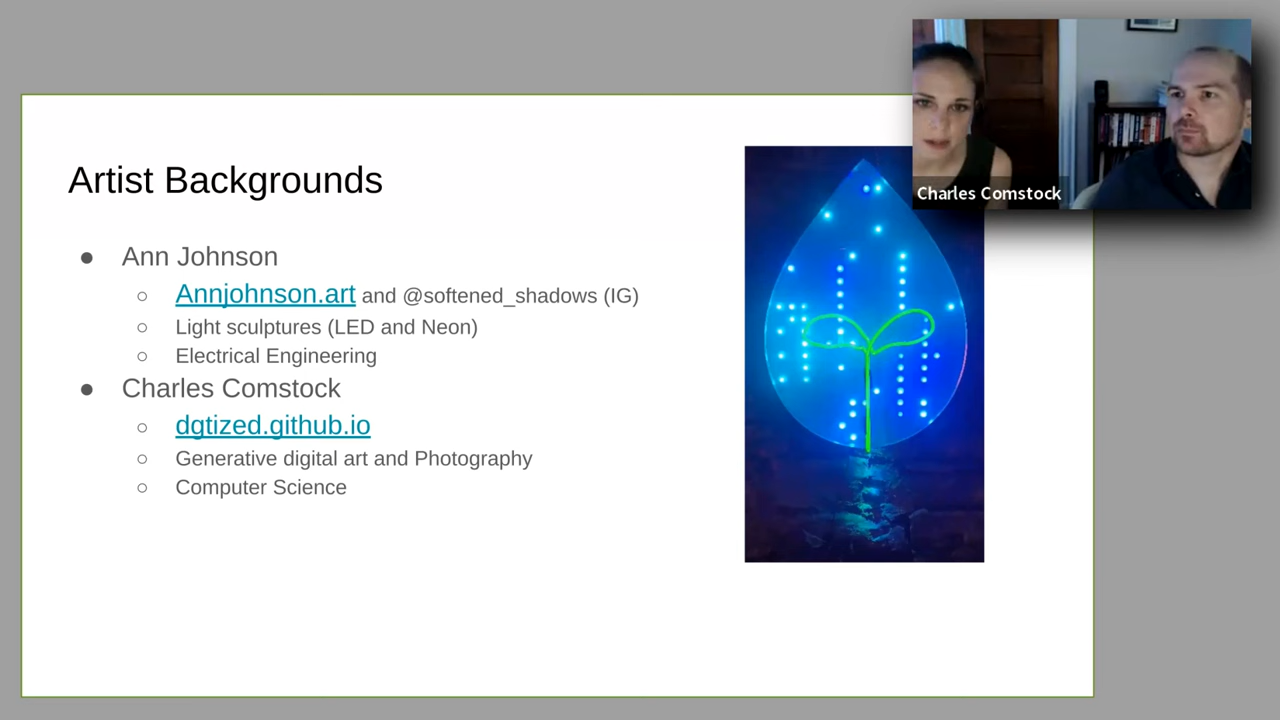 Artist Backgrounds
● Ann Johnson
○ Annjohnson.art and @softened_shadows (IG)
○ Light sculptures (LED and Neon)
○ Electrical Engineering
● Charles Comstock
○ dgtized.github.io
○ Generative digital art and Photography
○ Computer Science
Charles Comstock